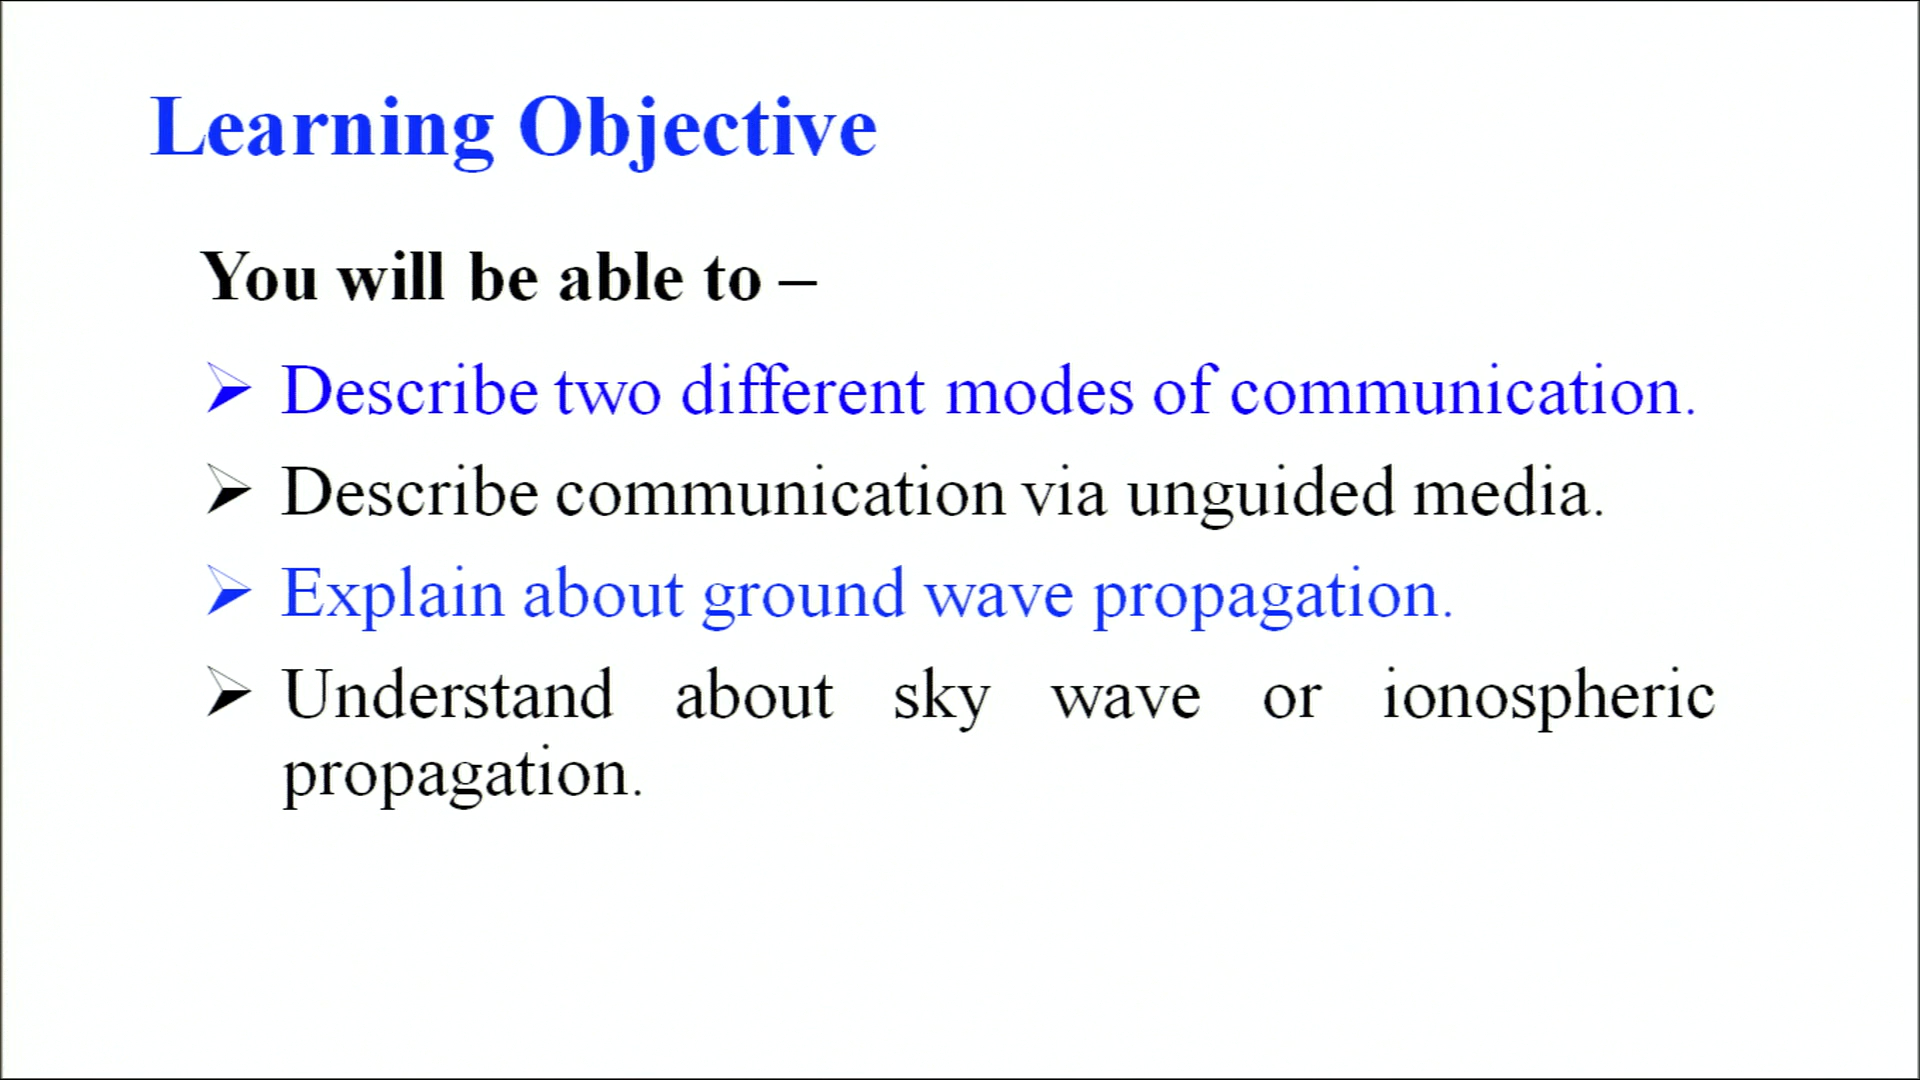 Learning Objective
You will be able to –
➢ Describe two different modes of communication.
➢ Describe communication via unguided media.
➢ Explain about ground wave propagation.
➢ Understand about sky wave or ionospheric
propagation.